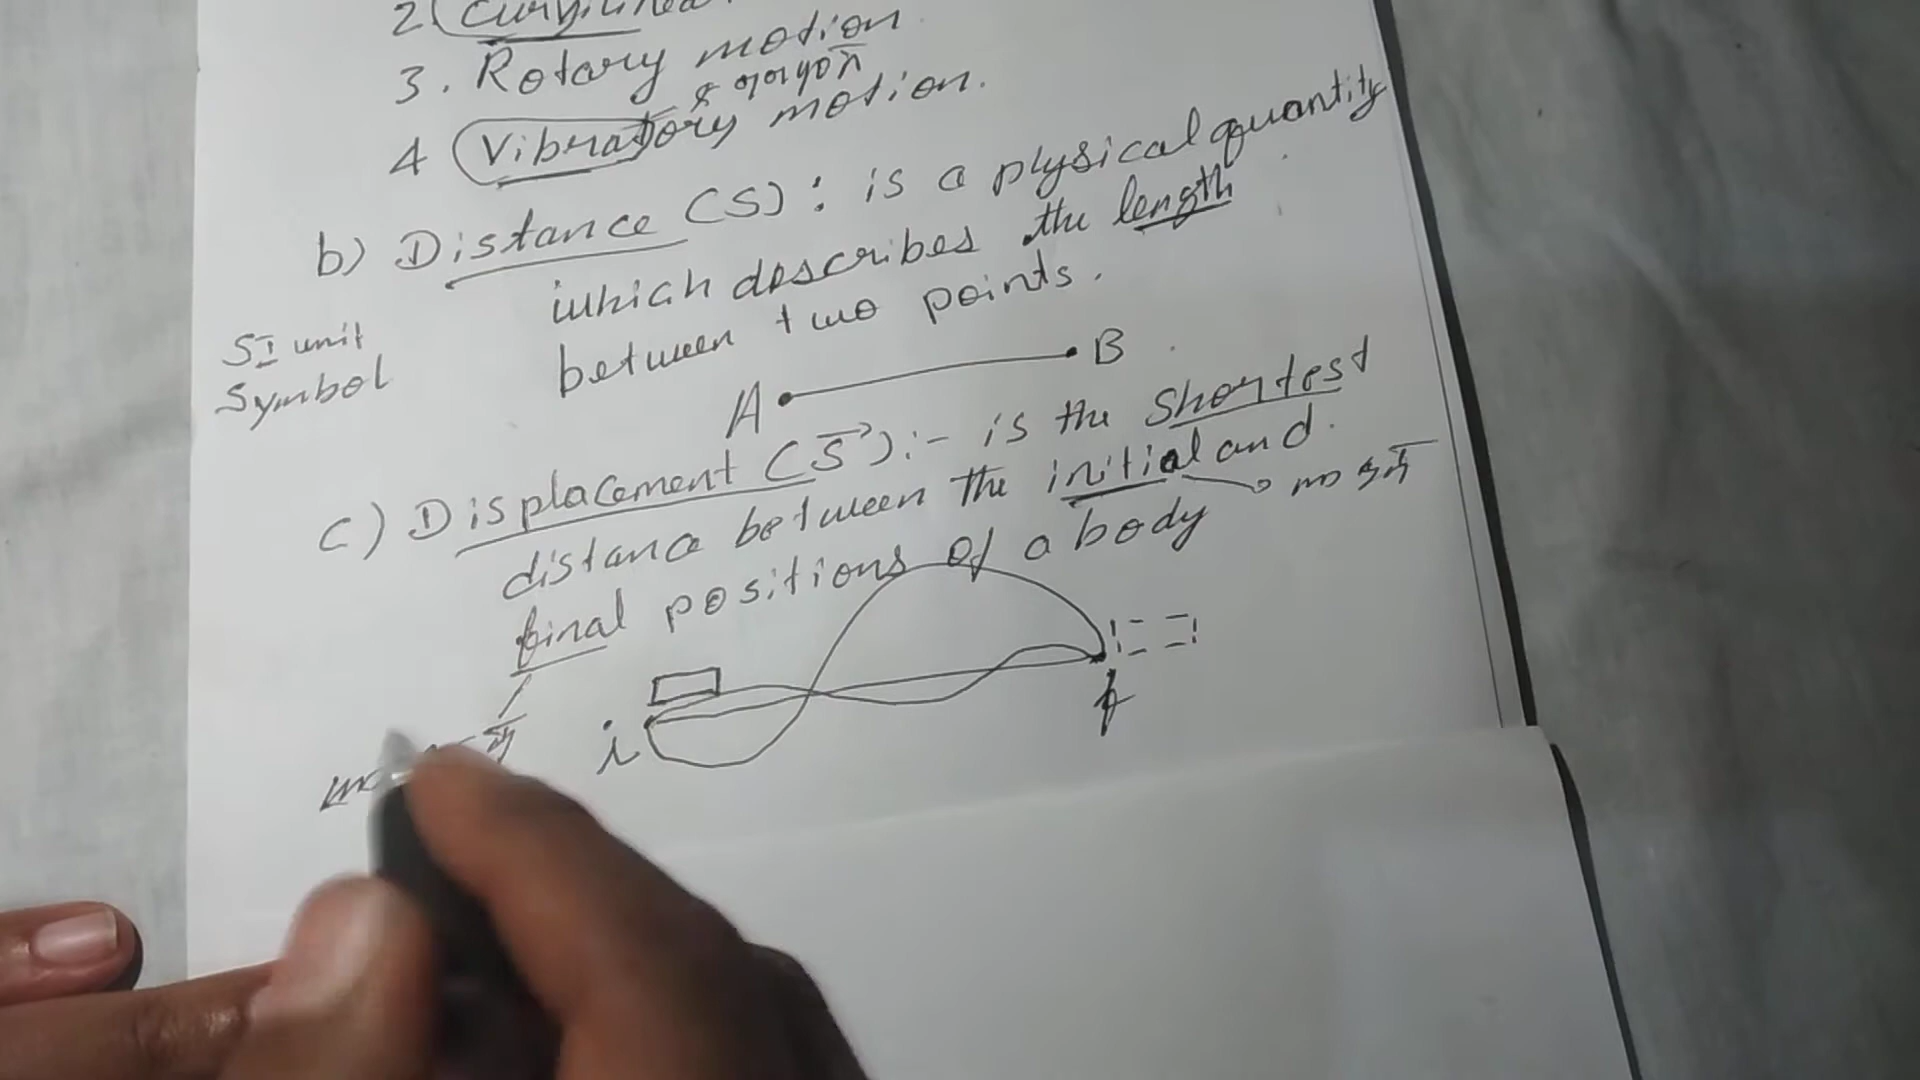 2
3. Rotary motion
4 Vibratory motion.
b) Distance (S): is a physical quantity
which describes the length
between two points.
SI unit
Symbol
A B
c) Displacement (S→):- is the shortest
distance between the initial and
final positions of a body
i f